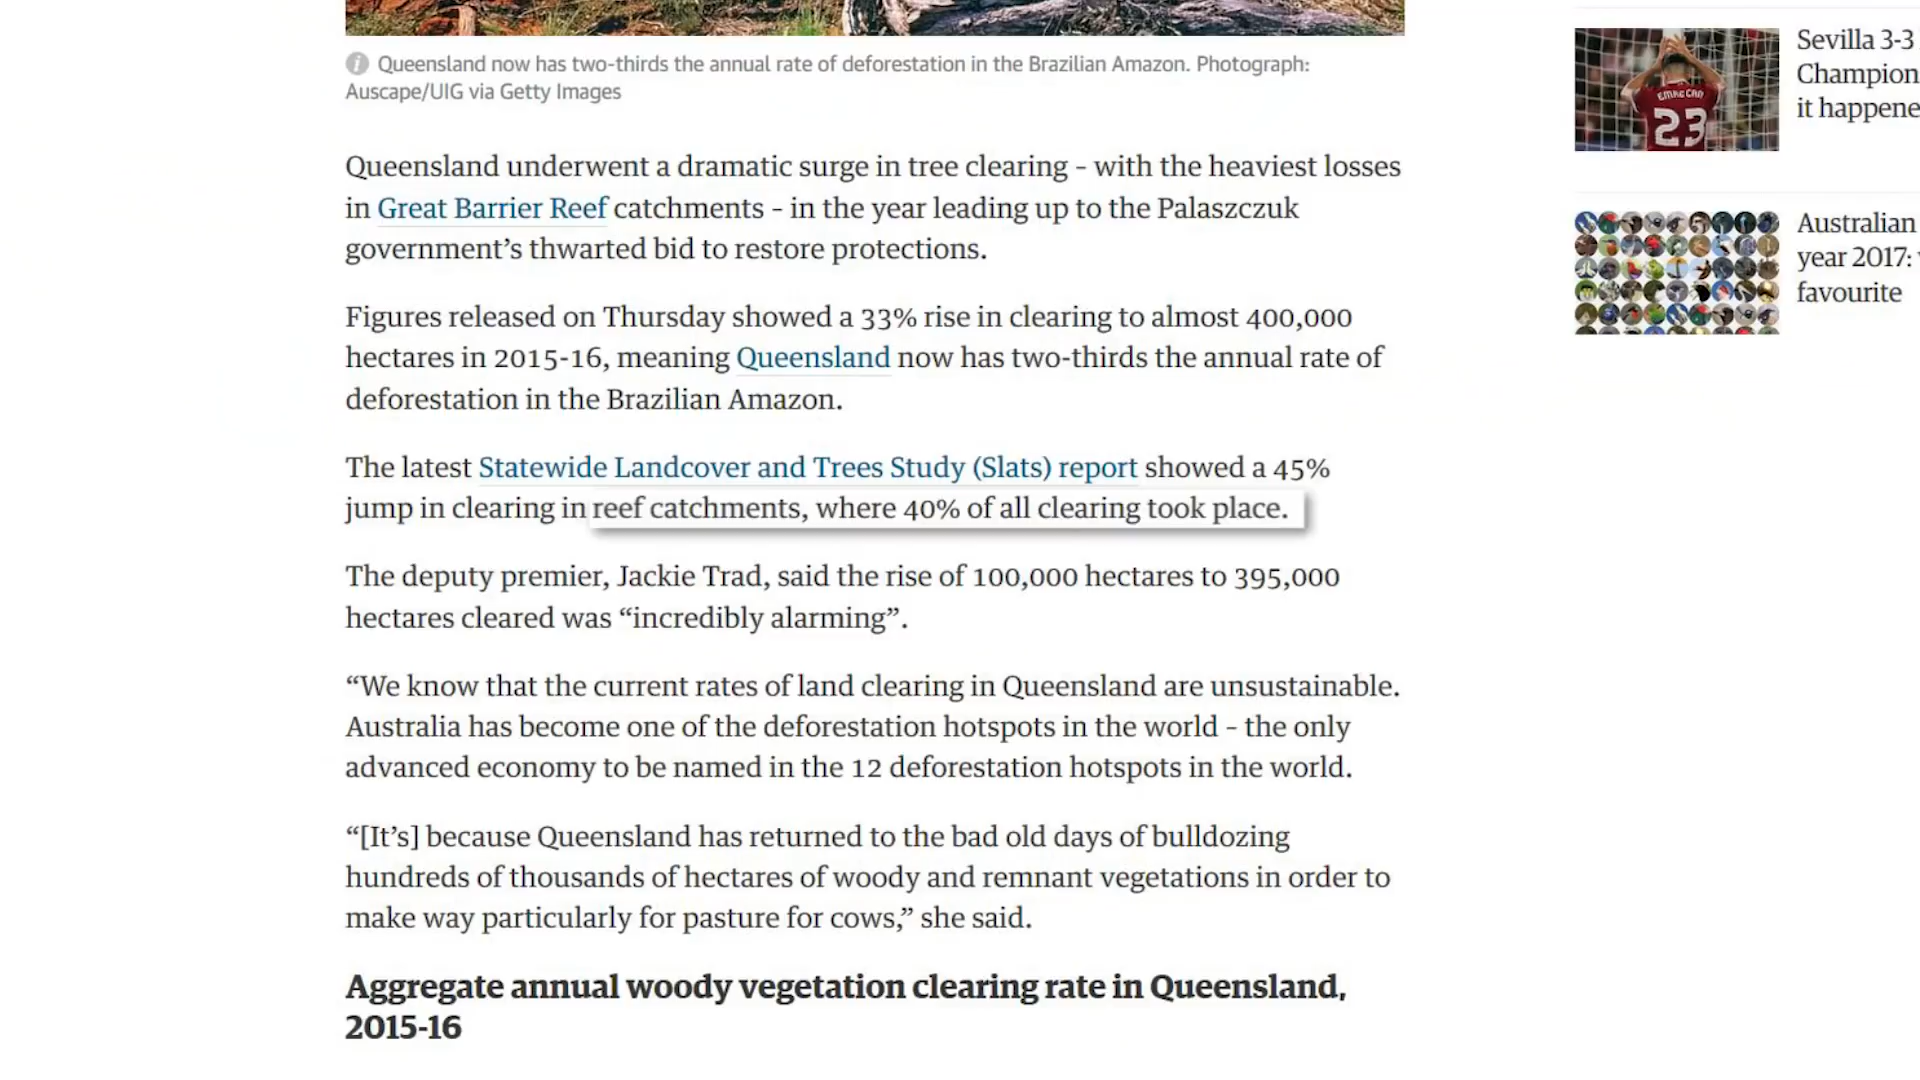 Queensland now has two-thirds the annual rate of deforestation in the Brazilian Amazon. Photograph:
Auscape/UIG via Getty Images
Queensland underwent a dramatic surge in tree clearing – with the heaviest losses
in Great Barrier Reef catchments – in the year leading up to the Palaszczuk
government’s thwarted bid to restore protections.
Figures released on Thursday showed a 33% rise in clearing to almost 400,000
hectares in 2015-16, meaning Queensland now has two-thirds the annual rate of
deforestation in the Brazilian Amazon.
The latest Statewide Landcover and Trees Study (Slats) report showed a 45%
jump in clearing in reef catchments, where 40% of all clearing took place.
The deputy premier, Jackie Trad, said the rise of 100,000 hectares to 395,000
hectares cleared was “incredibly alarming”.
“We know that the current rates of land clearing in Queensland are unsustainable.
Australia has become one of the deforestation hotspots in the world – the only
advanced economy to be named in the 12 deforestation hotspots in the world.
“[It’s] because Queensland has returned to the bad old days of bulldozing
hundreds of thousands of hectares of woody and remnant vegetations in order to
make way particularly for pasture for cows,” she said.
Aggregate annual woody vegetation clearing rate in Queensland,
2015-16
EMRE CAN
23
Sevilla 3-3
Champion
it happene
Australian
year 2017:
favourite